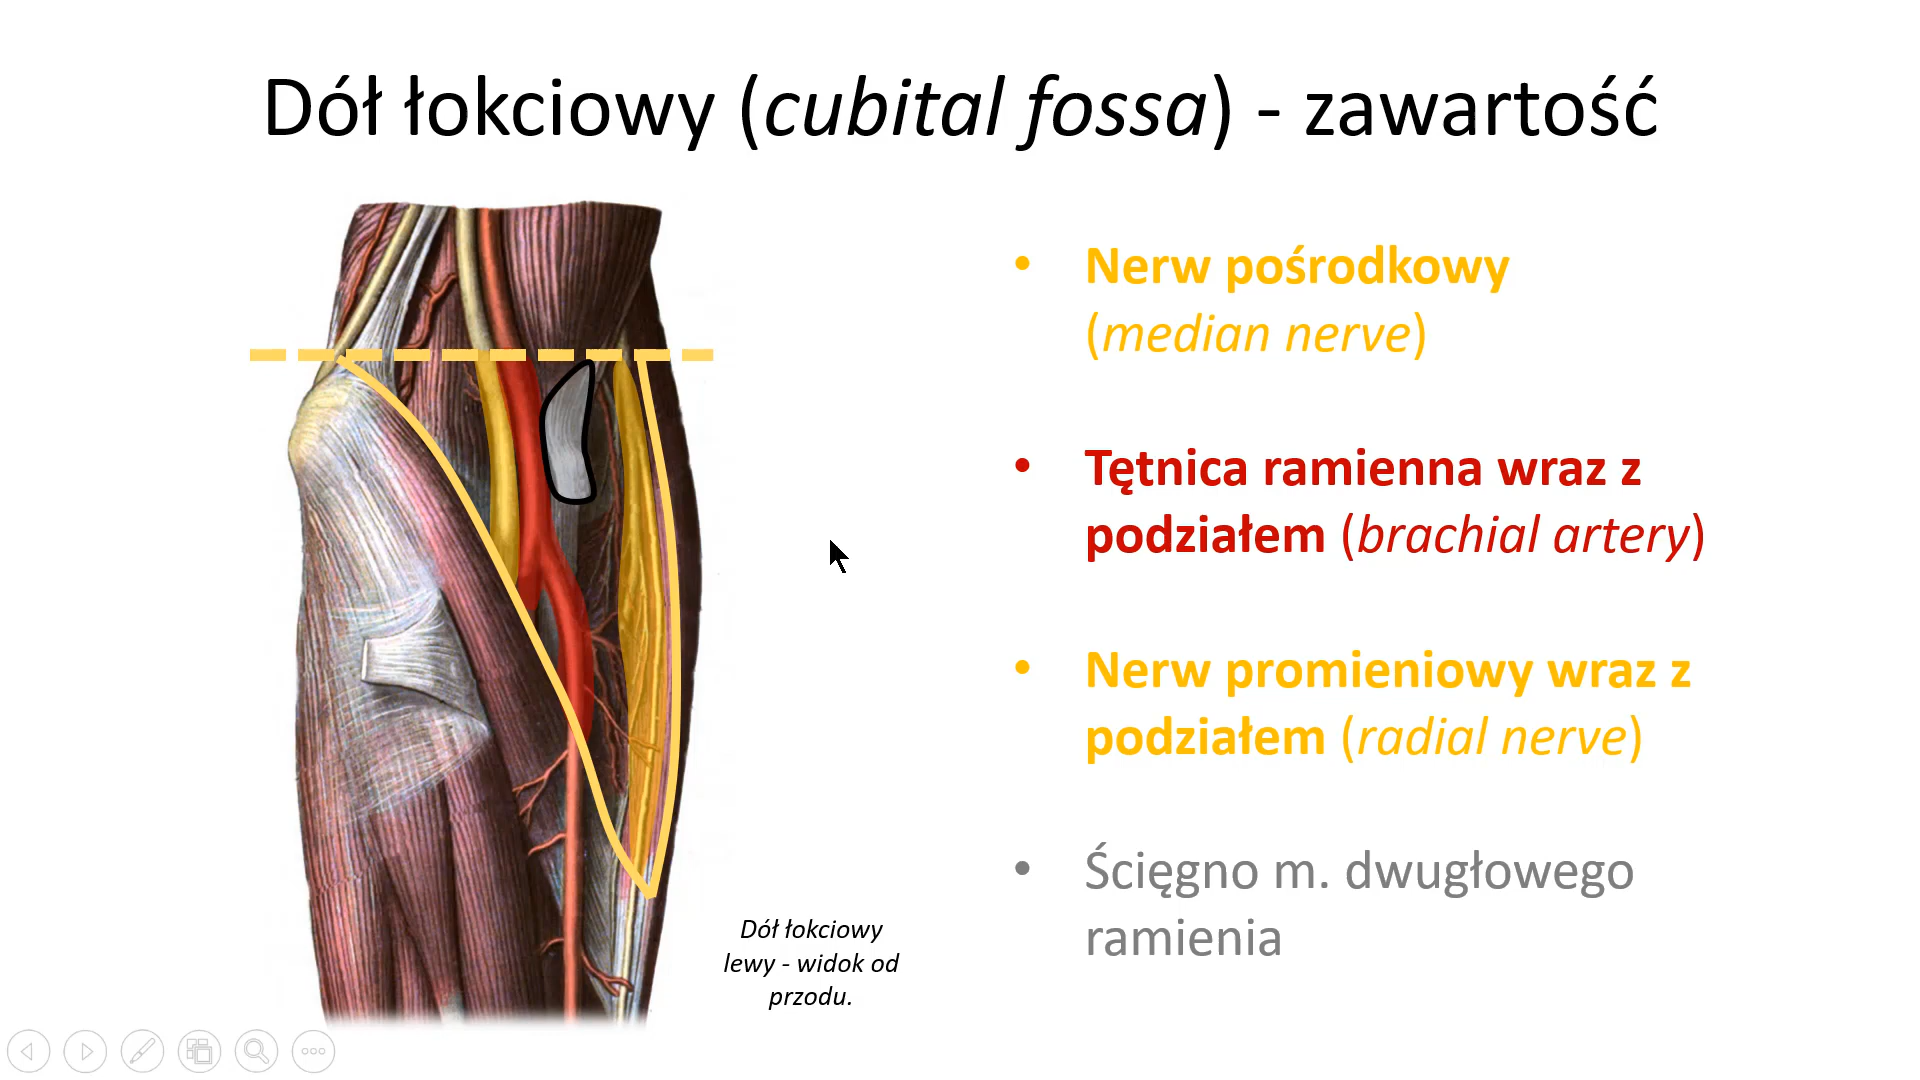 Dół łokciowy (cubital fossa) - zawartość
• Nerw pośrodkowy
(median nerve)
• Tętnica ramienna wraz z
podziałem (brachial artery)
• Nerw promieniowy wraz z
podziałem (radial nerve)
• Ścięgno m. dwugłowego
ramienia
Dół łokciowy
lewy - widok od
przodu.